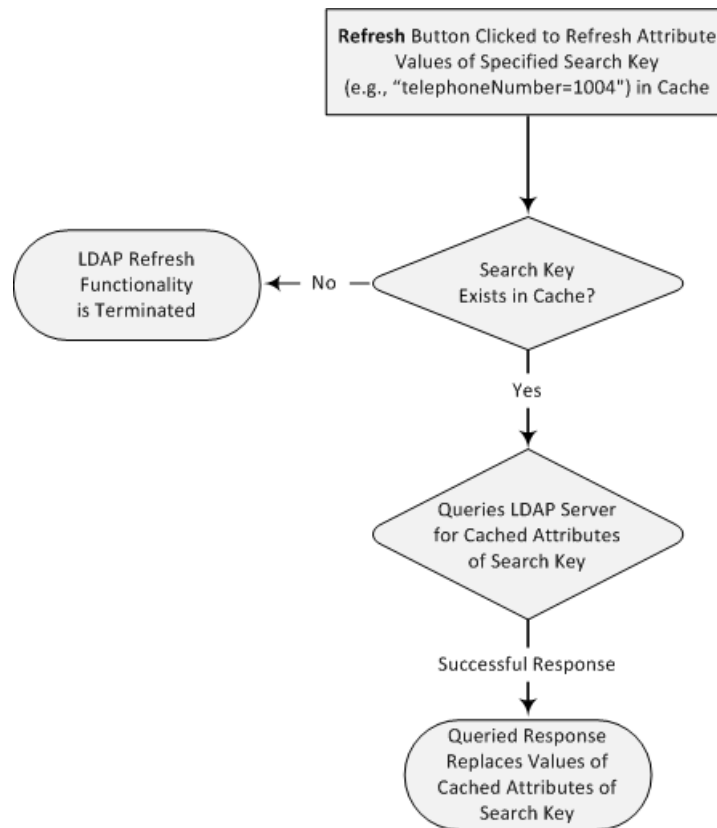 Refresh Button Clicked to Refresh Attribute
Values of Specified Search Key
(e.g., “telephoneNumber=1004") in Cache
LDAP Refresh
Functionality
is Terminated
No
Search Key
Exists in Cache?
Yes
Queries LDAP Server
for Cached Attributes
of Search Key
Successful Response
Queried Response
Replaces Values of
Cached Attributes of
Search Key